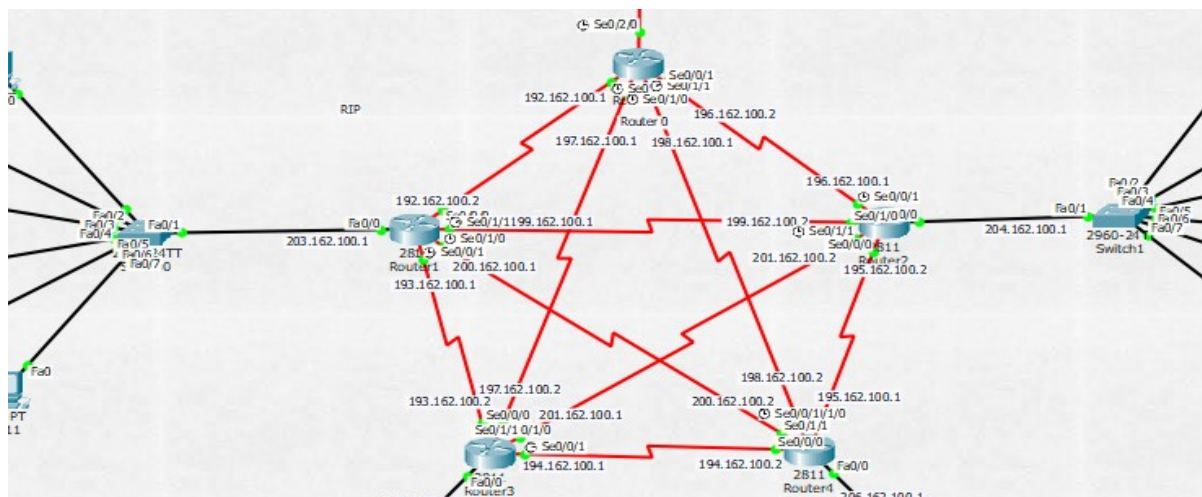 Se0/2/0
Se0/0/1
Se0/1/1
192.162.100.1
Se0/1/0
RIP
Router 0
196.162.100.2
197.162.100.1
198.162.100.1
196.162.100.1
192.162.100.2
Se0/0/1
Fa0/2
Fa0/3
Fa0/4
Fa0/1
Fa0/5
Fa0/7
203.162.100.1
Fa0/0
Se0/1/1
199.162.100.1
Se0/1/0
Se0/0/1
Router1
200.162.100.1
193.162.100.1
199.162.100.2
Se0/1/0
Se0/1/1
Se0/0/0
201.162.100.2
Router2
195.162.100.2
204.162.100.1
Fa0/1
Fa0/2
Fa0/3
Fa0/4
Fa0/5
Fa0/6
Fa0/7
2960-24TT
Switch1
Fa0
PT
11
197.162.100.2
193.162.100.2
201.162.100.1
198.162.100.2
200.162.100.2
195.162.100.1
Se0/0/0
Se0/1/1
Se0/0/1
194.162.100.1
Fa0/0
Router3
Se0/0/1
Se0/1/1
Se0/0/0
194.162.100.2
Fa0/0
2811
Router4
206.162.100.1